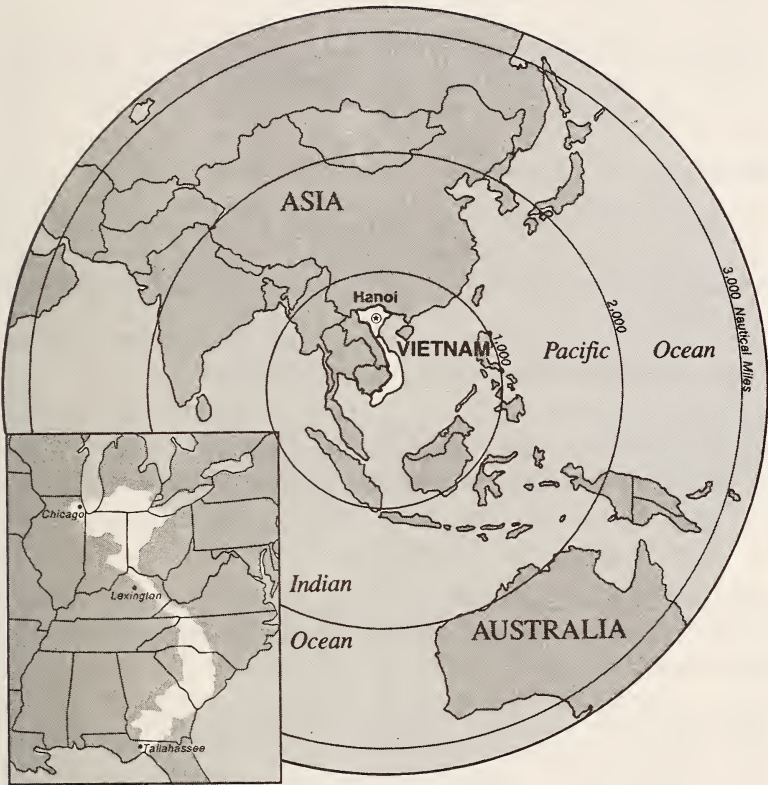 ASIA
Hanoi
VIETNAM
1,000
2,000
3,000 Nautical Miles
Pacific Ocean
Chicago
Lexington
Tallahassee
Indian
Ocean
AUSTRALIA